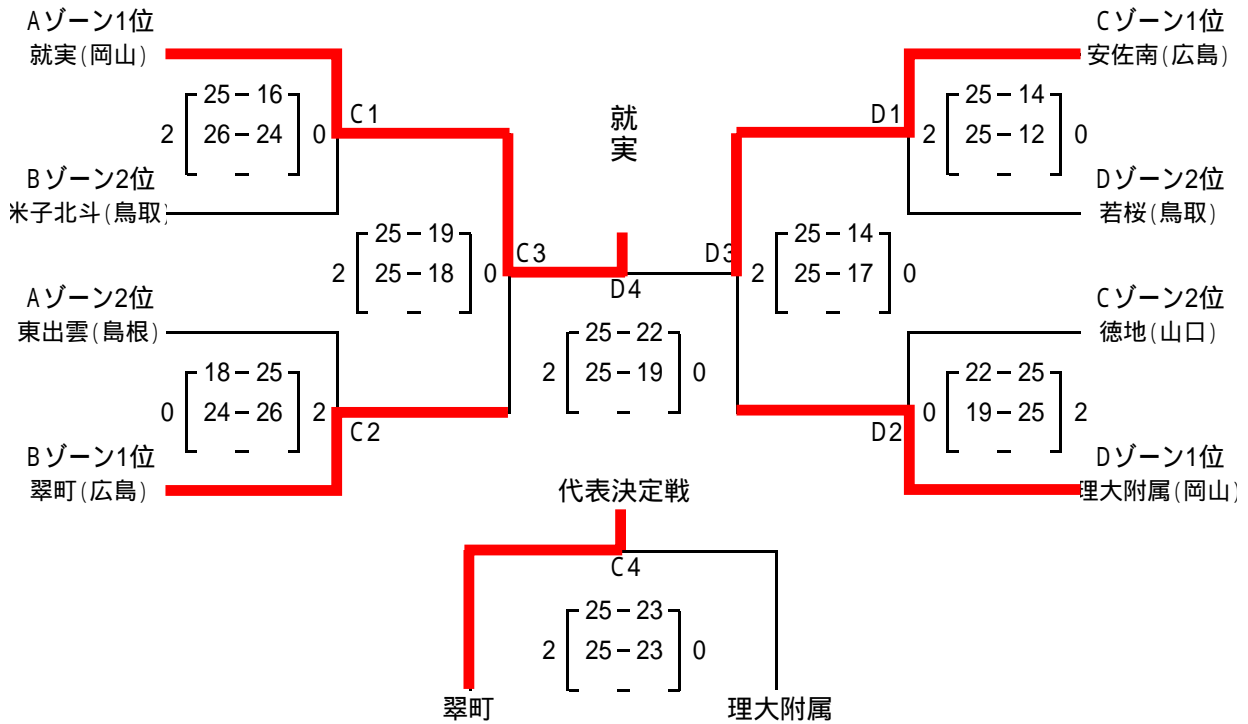 Aゾーン1位
就実(岡山)
25-16
2 26-24 0
- 
C1
Bゾーン2位
米子北斗(鳥取)
25-19
2 25-18 0
-
C3
Aゾーン2位
東出雲(島根)
18-25
0 24-26 2
-
C2
Bゾーン1位
翠町(広島)
就実
D4
25-22
2 25-19 0
-
Cゾーン1位
安佐南(広島)
D1
25-14
2 25-12 0
-
Dゾーン2位
若桜(鳥取)
D3
25-14
2 25-17 0
-
Cゾーン2位
徳地(山口)
22-25
0 19-25 2
-
D2
Dゾーン1位
理大附属(岡山)
代表決定戦
C4
25-23
2 25-23 0
-
翠町 理大附属